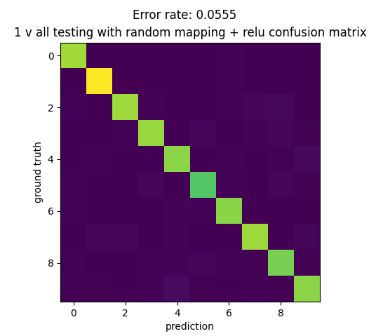 Error rate: 0.0555
1 v all testing with random mapping + relu confusion matrix
0
2
4
6
8
ground truth
0 2 4 6 8
prediction